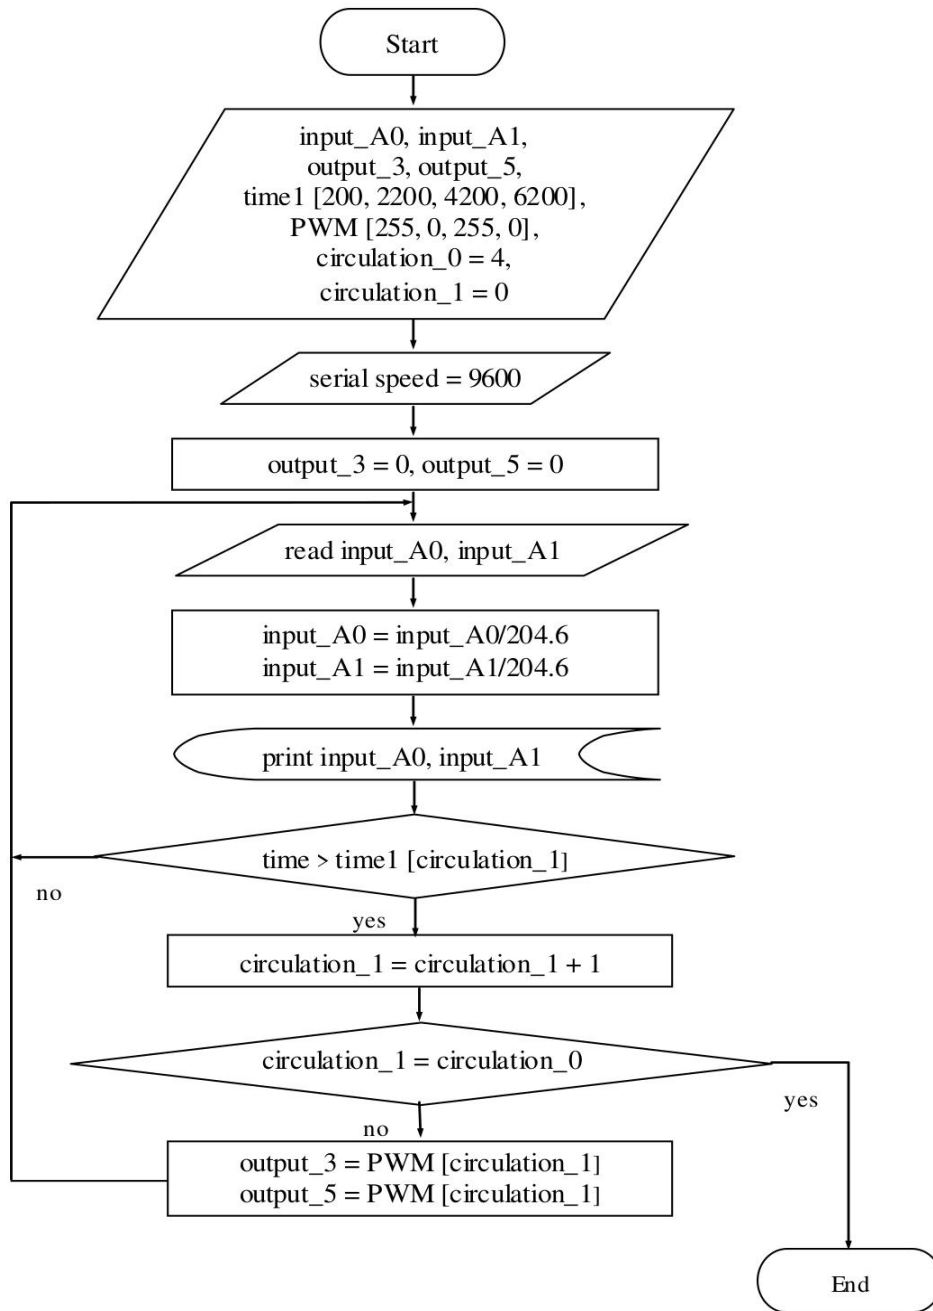 Start
input_A0, input_A1,
output_3, output_5,
time1 [200, 2200, 4200, 6200],
PWM [255, 0, 255, 0],
circulation_0 = 4,
circulation_1 = 0
serial speed = 9600
output_3 = 0, output_5 = 0
read input_A0, input_A1
input_A0 = input_A0/204.6
input_A1 = input_A1/204.6
print input_A0, input_A1
time > time1 [circulation_1]
no
yes
circulation_1 = circulation_1 + 1
circulation_1 = circulation_0
yes
no
output_3 = PWM [circulation_1]
output_5 = PWM [circulation_1]
End